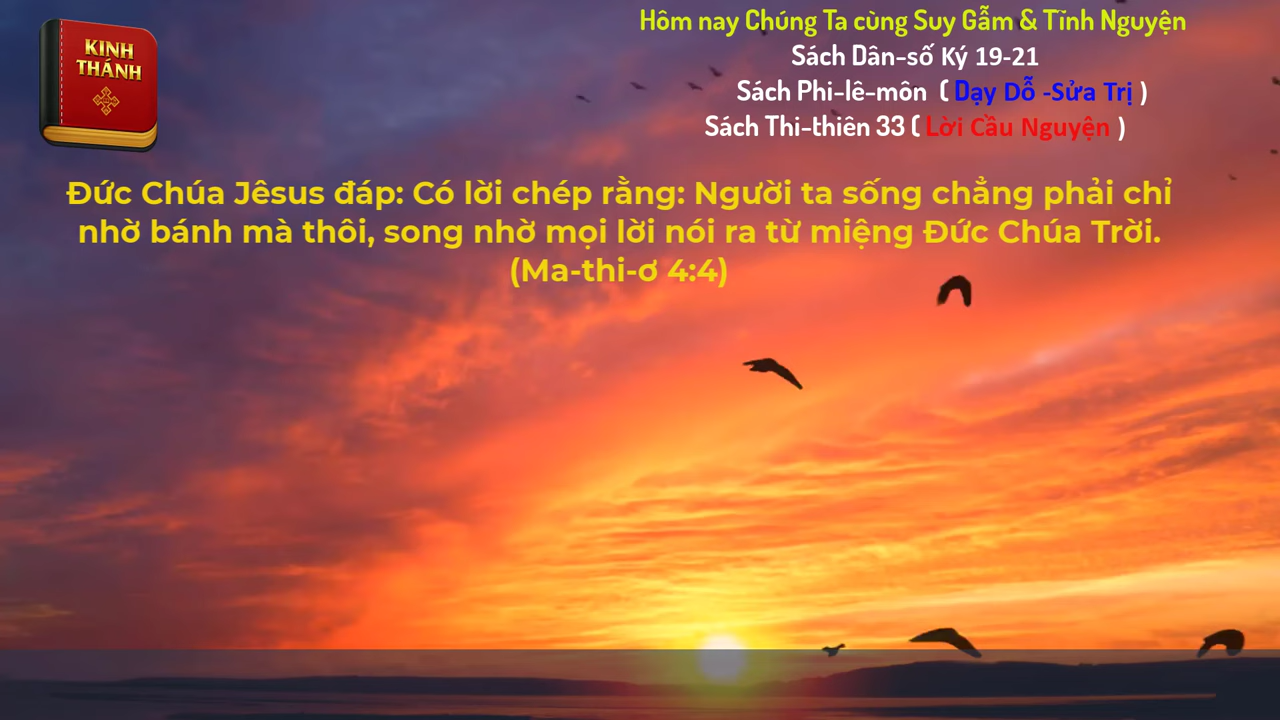 KINH
THÁNH
Hôm nay Chúng Ta cùng Suy Gẫm & Tĩnh Nguyện
Sách Dân-số Ký 19-21
Sách Phi-lê-môn ( Dạy Dỗ -Sửa Trị )
Sách Thi-thiên 33 ( Lời Cầu Nguyện )
Đức Chúa Jêsus đáp: Có lời chép rằng: Người ta sống chẳng phải chỉ
nhờ bánh mà thôi, song nhờ mọi lời nói ra từ miệng Đức Chúa Trời.
(Ma-thi-ơ 4:4)